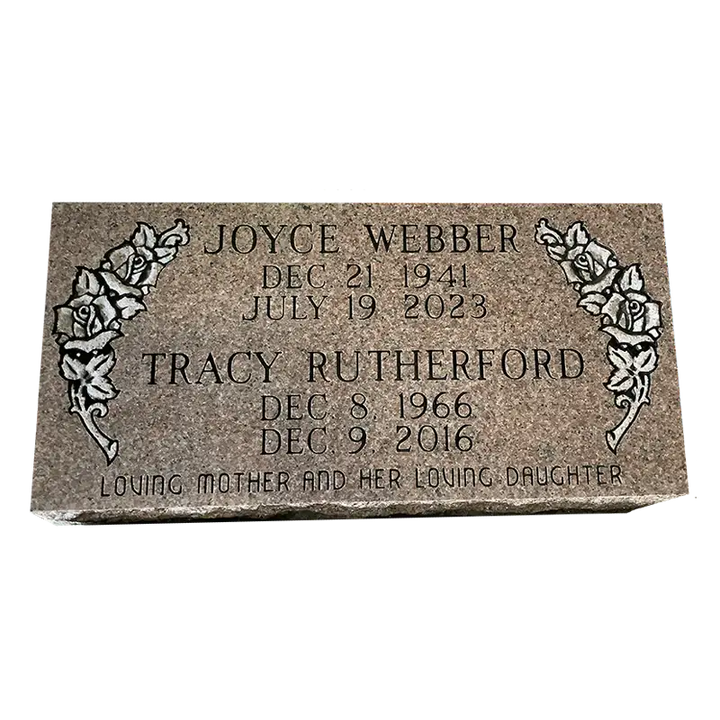 JOYCE WEBBER
DEC 21, 1941
JULY 19, 2023
TRACY RUTHERFORD
DEC. 8, 1966
DEC. 9, 2016
LOVING MOTHER AND HER LOVING DAUGHTER